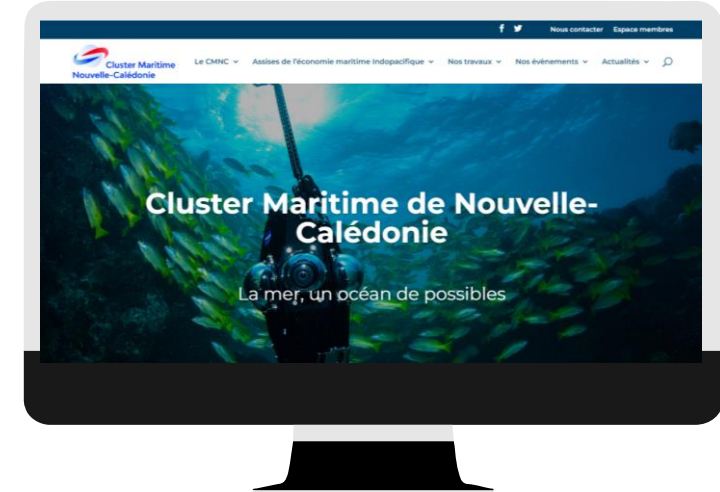 Nous contacter Espace membres
Cluster Maritime
Nouvelle-Calédonie
Le CMNC Assises de l'économie maritime Indopacifique Nos travaux Nos évènements Actualités
Cluster Maritime de Nouvelle-
Calédonie
La mer, un océan de possibles